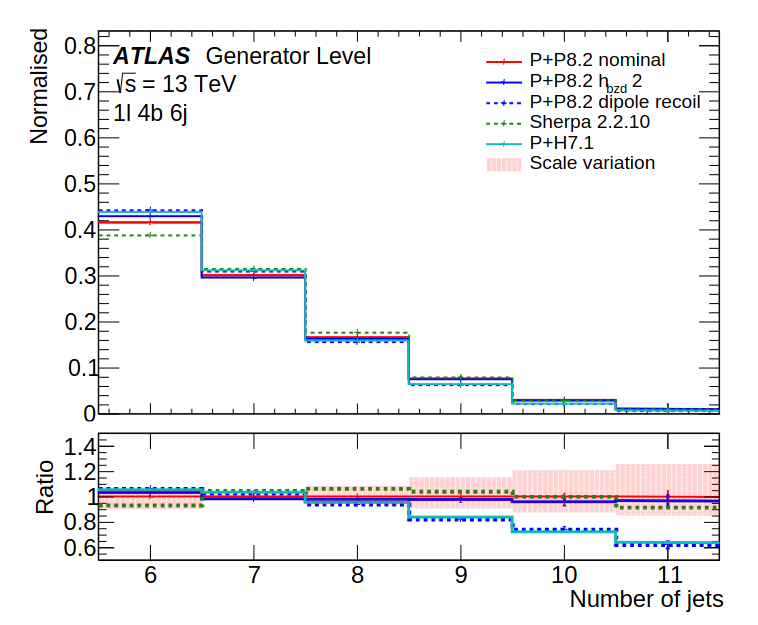 Normalised
0.8
0.7
0.6
0.5
0.4
0.3
0.2
0.1
0
ATLAS Generator Level
√s = 13 TeV
1l 4b 6j
P+P8.2 nominal
P+P8.2 h_bzd 2
P+P8.2 dipole recoil
Sherpa 2.2.10
P+H7.1
Scale variation
Ratio
1.4
1.2
1
0.8
0.6
6 7 8 9 10 11
Number of jets